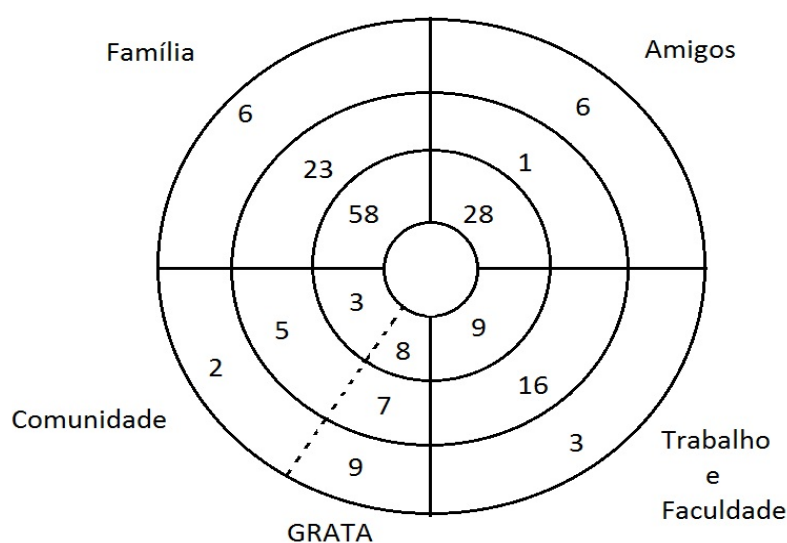 Família
Amigos
6
6
23
1
58
28
3
9
5
8
2
16
7
Comunidade
3
Trabalho
e
Faculdade
9
GRATA